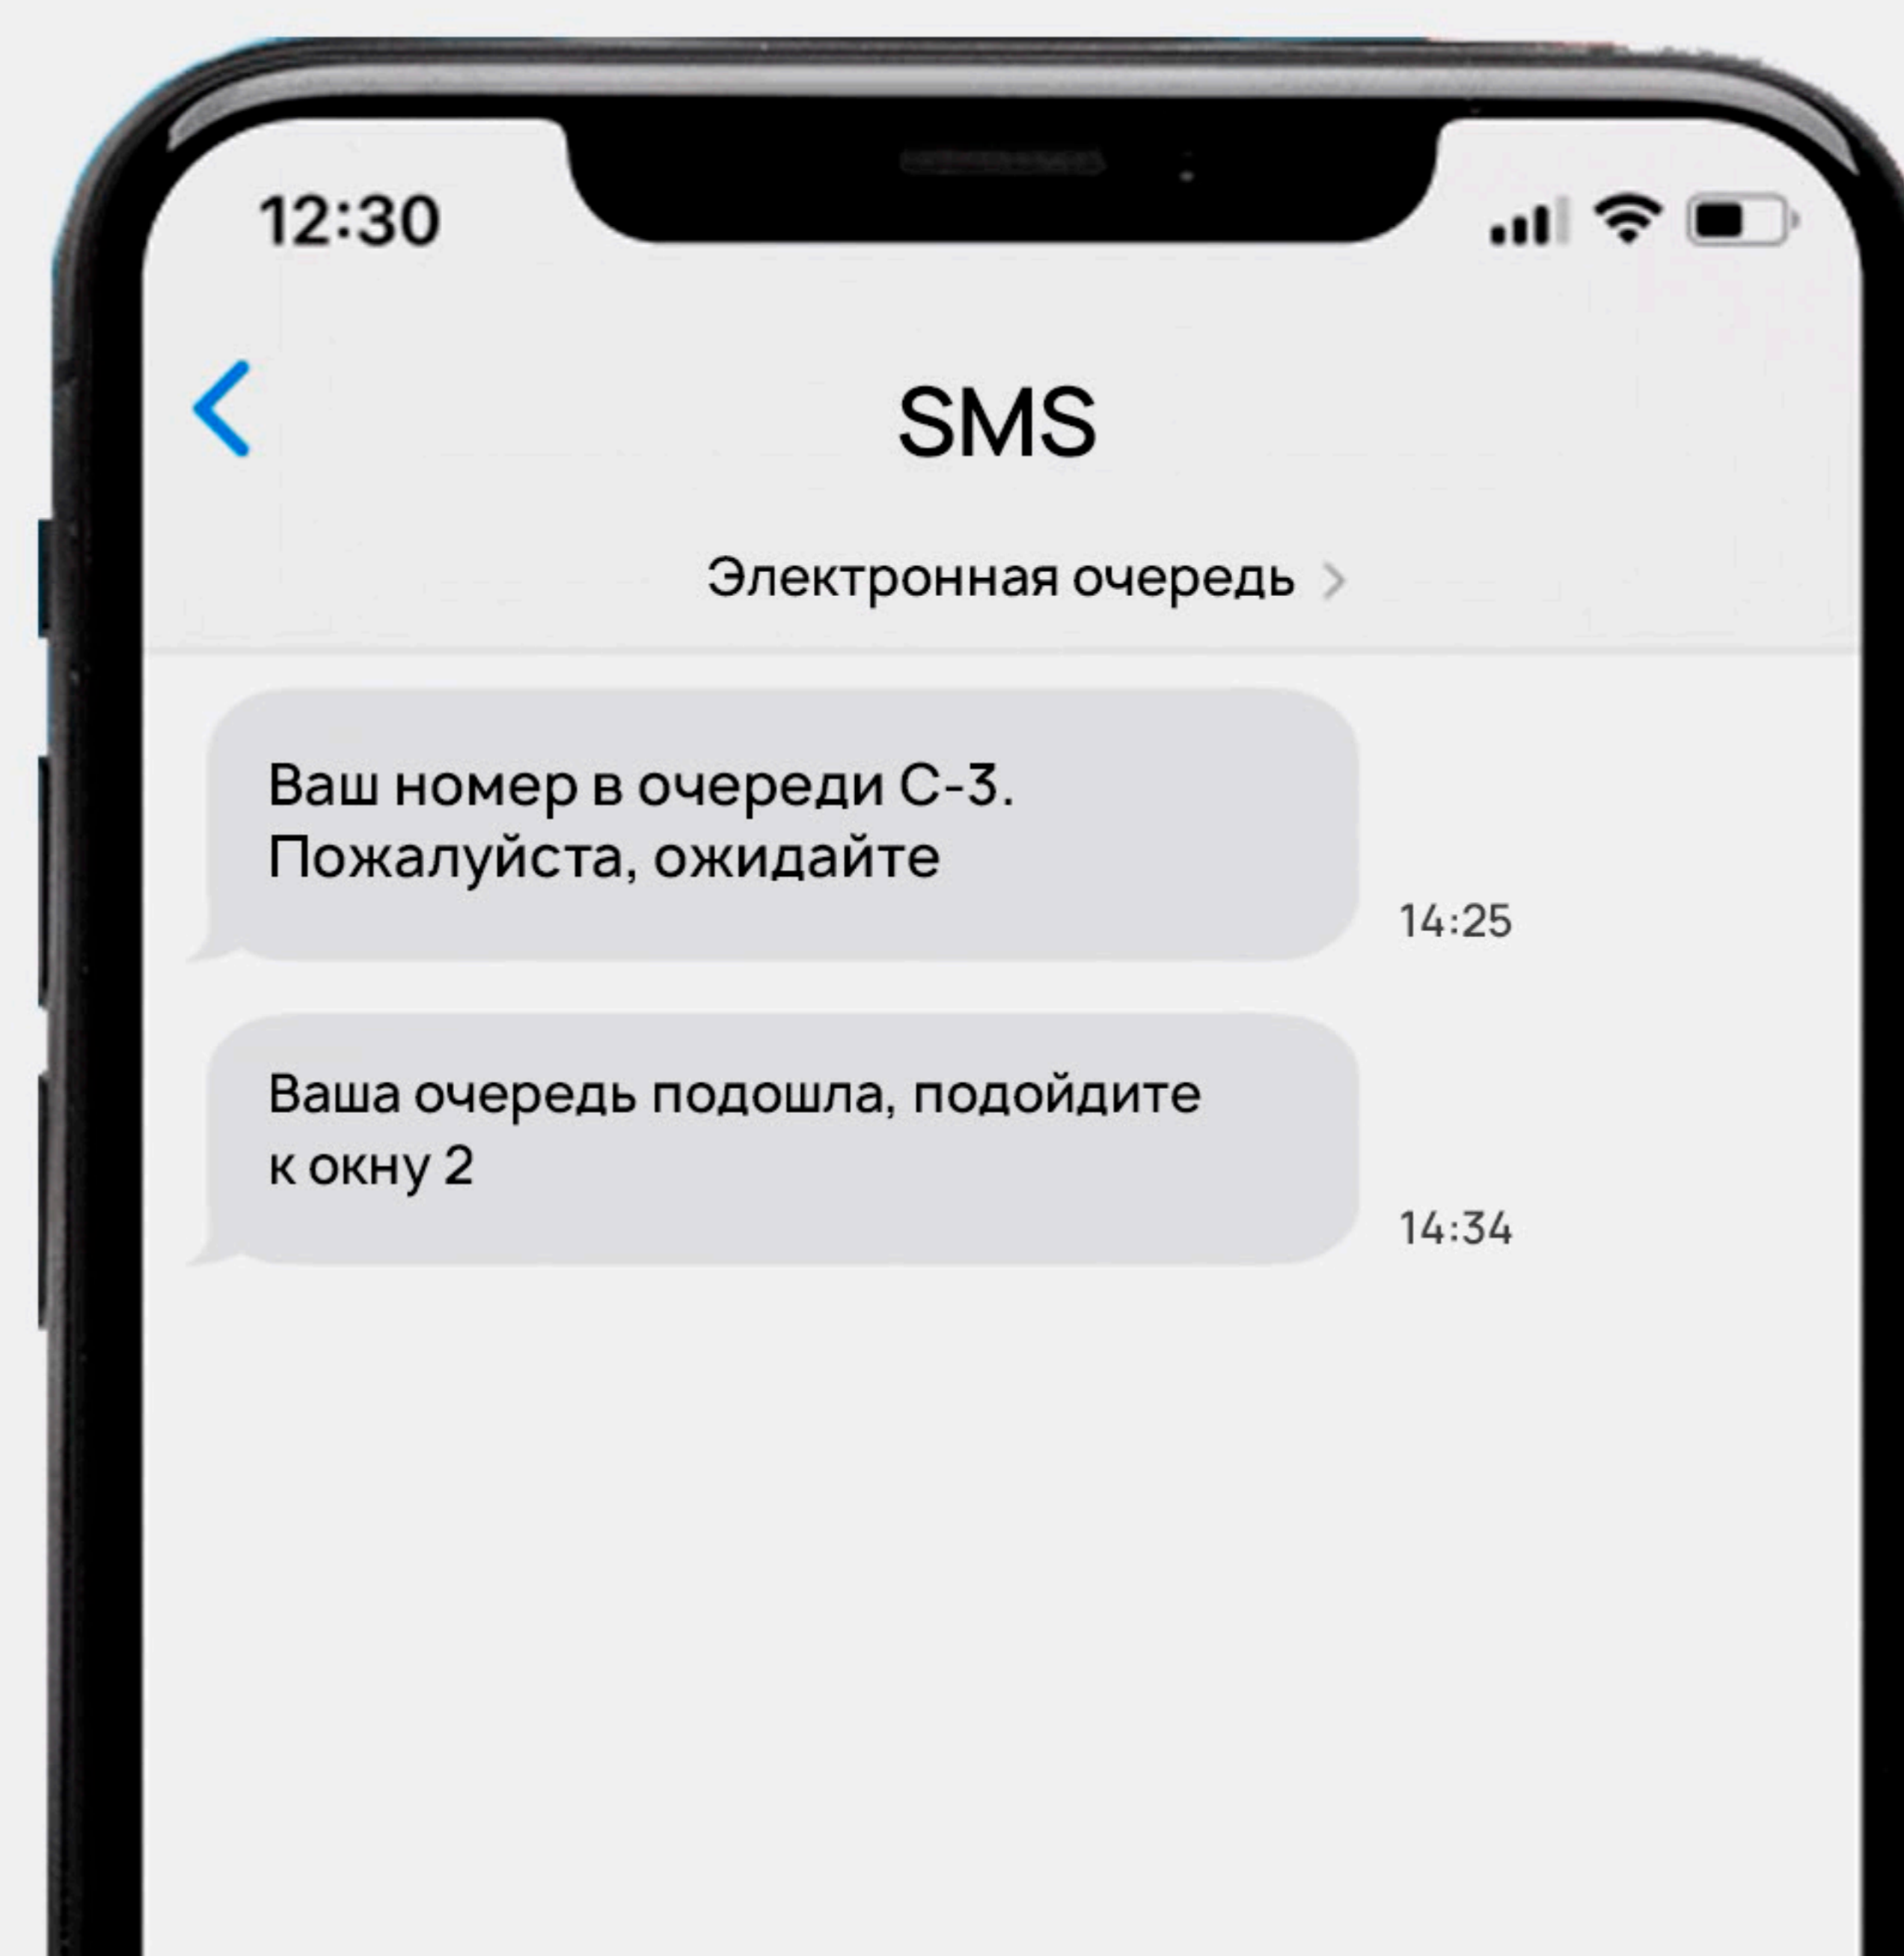 12:30
SMS
Электронная очередь
Ваш номер в очереди С-3.
Пожалуйста, ожидайте
14:25
Ваша очередь подошла, подойдите
к окну 2
14:34